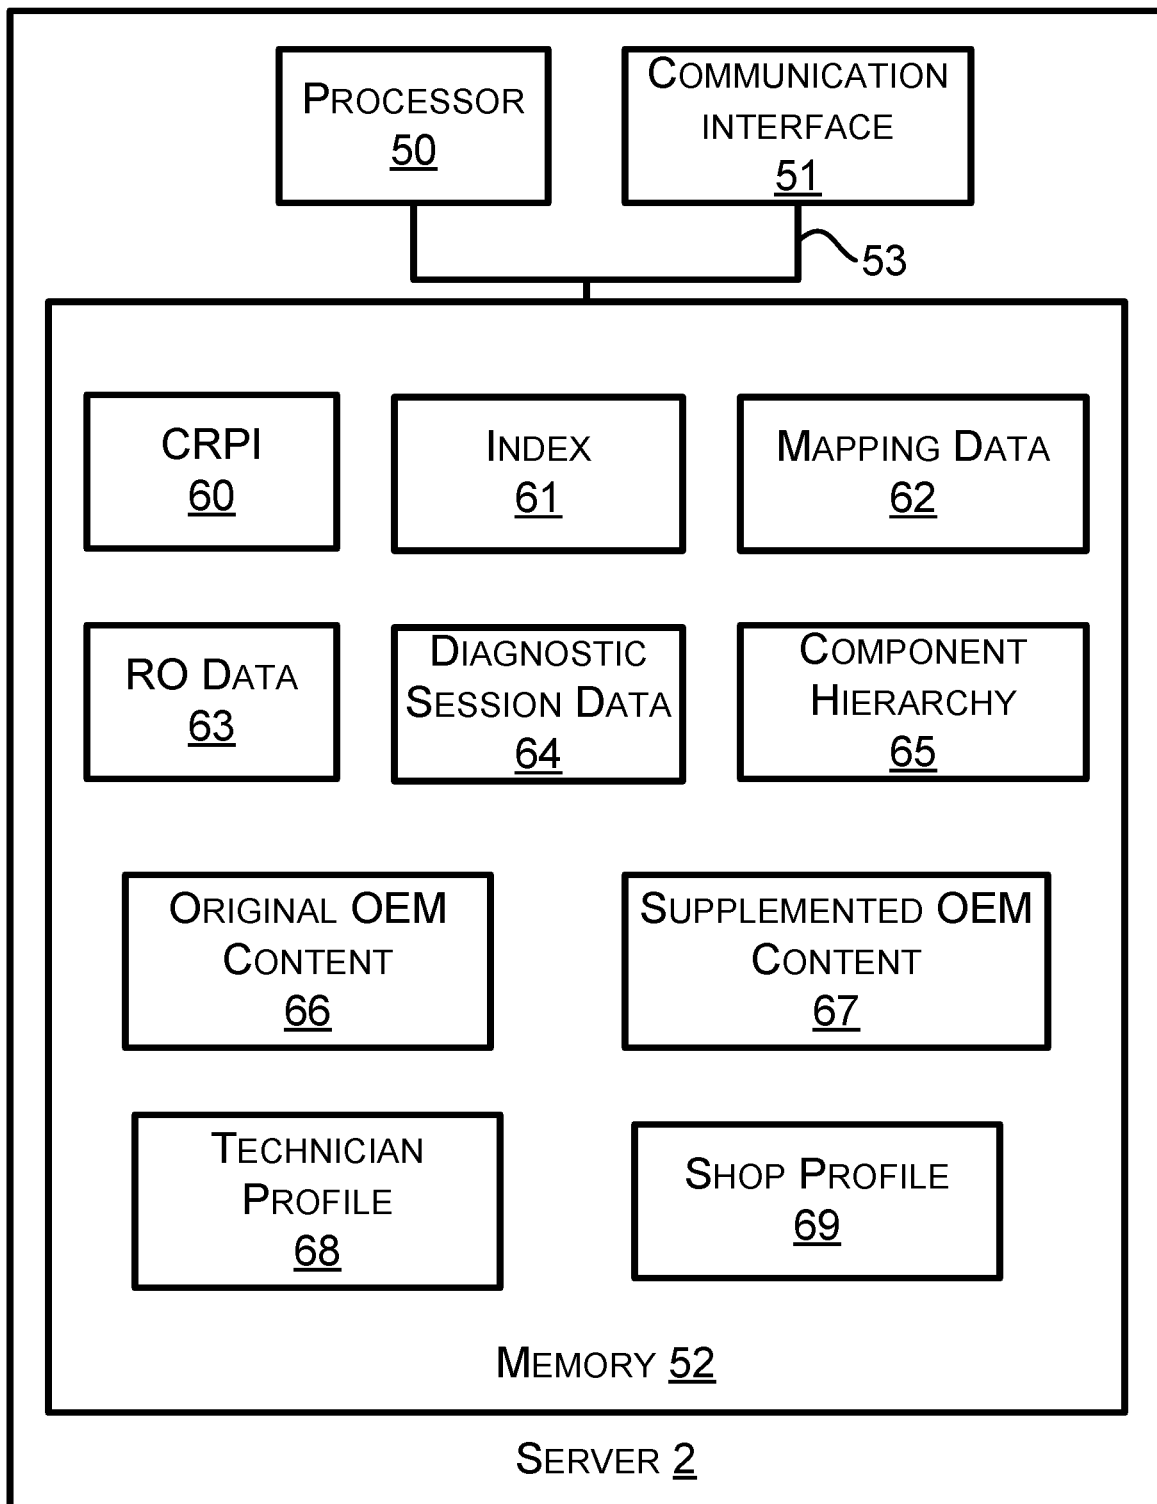 PROCESSOR
50
COMMUNICATION
INTERFACE
51
53
CRPI
60
INDEX
61
MAPPING DATA
62
RO DATA
63
DIAGNOSTIC
SESSION DATA
64
COMPONENT
HIERARCHY
65
ORIGINAL OEM
CONTENT
66
SUPPLEMENTED OEM
CONTENT
67
TECHNICIAN
PROFILE
68
SHOP PROFILE
69
MEMORY 52
SERVER 2